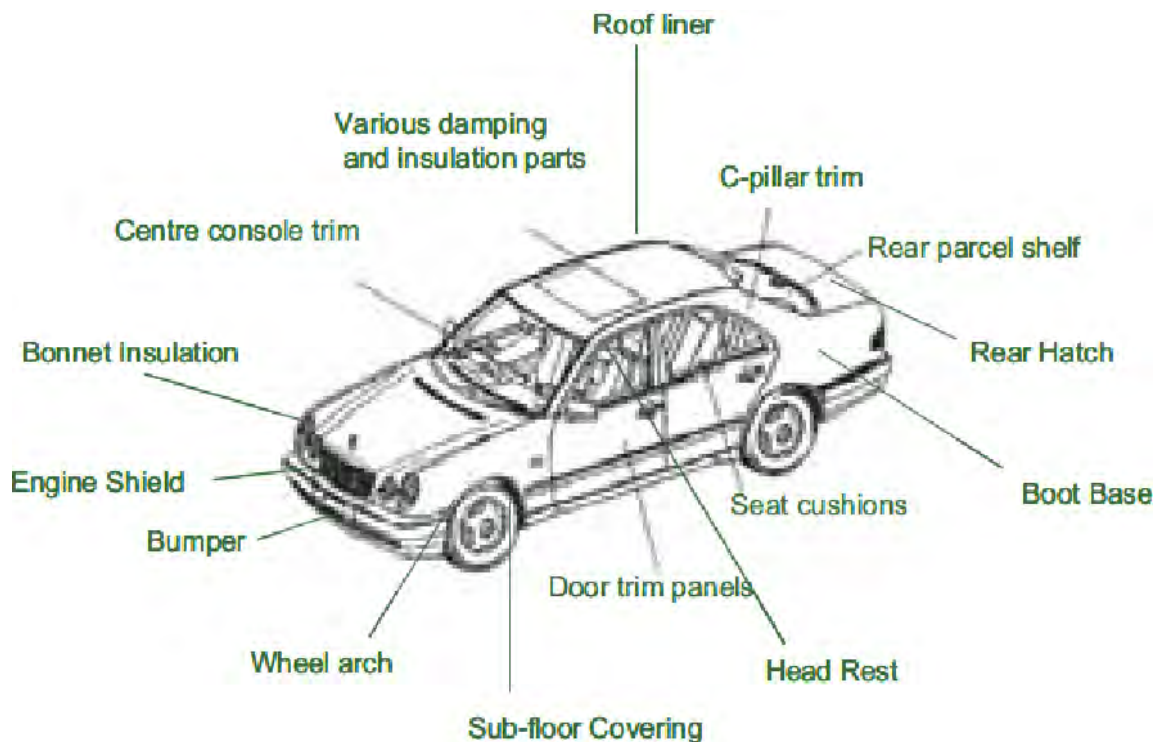 Roof liner
Various damping
and insulation parts
C-pillar trim
Centre console trim
Rear parcel shelf
Bonnet Insulation
Rear Hatch
Engine Shield
Seat cushions
Boot Base
Bumper
Door trim panels
Wheel arch
Head Rest
Sub-floor Covering